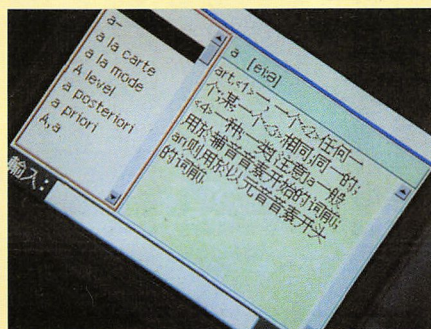 a-
a la carte
a la mode
A level
a posteriori
a priori
A, a
a [ei;ə]
art.<1>一,一个<2>任何一
个;某一个<3>相同,同一的;
<4>一种,一类注意:a一般
用於辅音音素开始的词前,
an则用於以元音音素开头
的词前.
輸入: